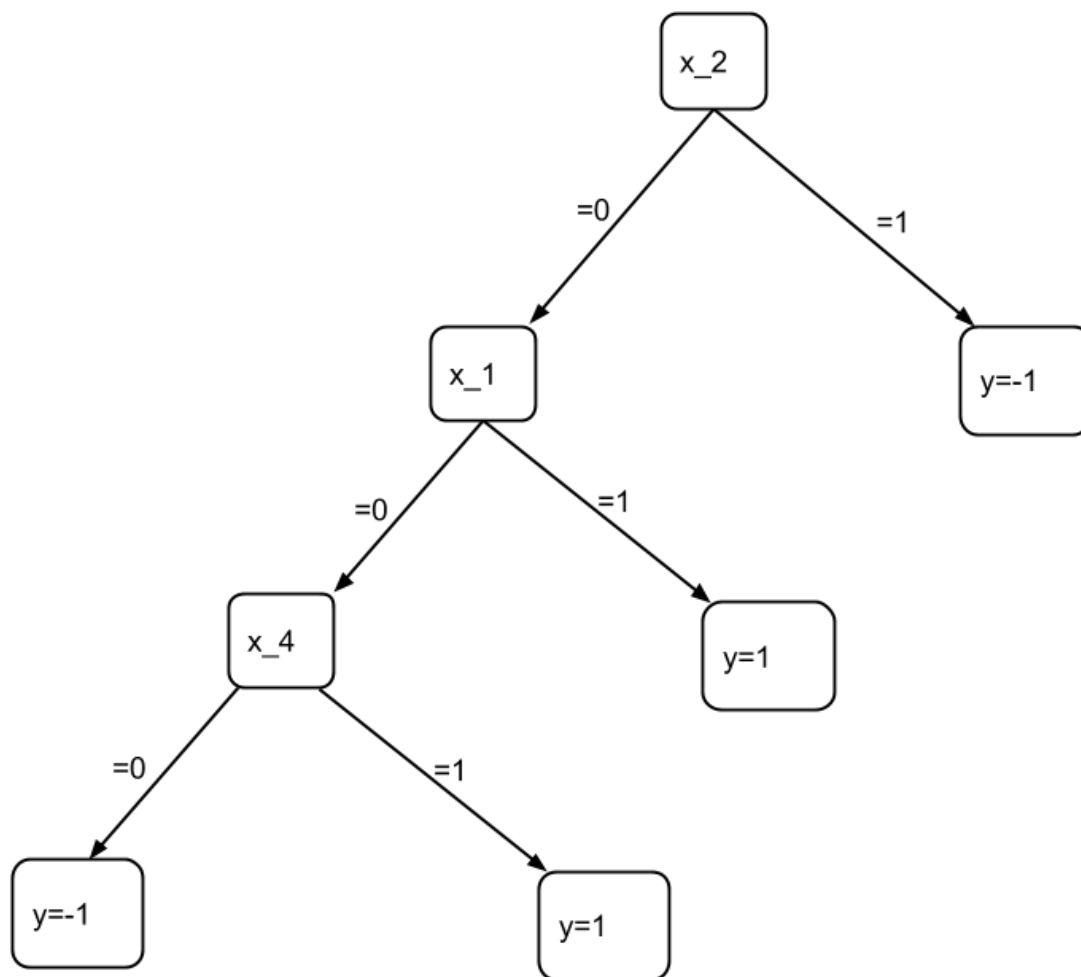 x_2
=0
=1
x_1
y=-1
=0
=1
x_4
y=1
=0
=1
y=-1
y=1